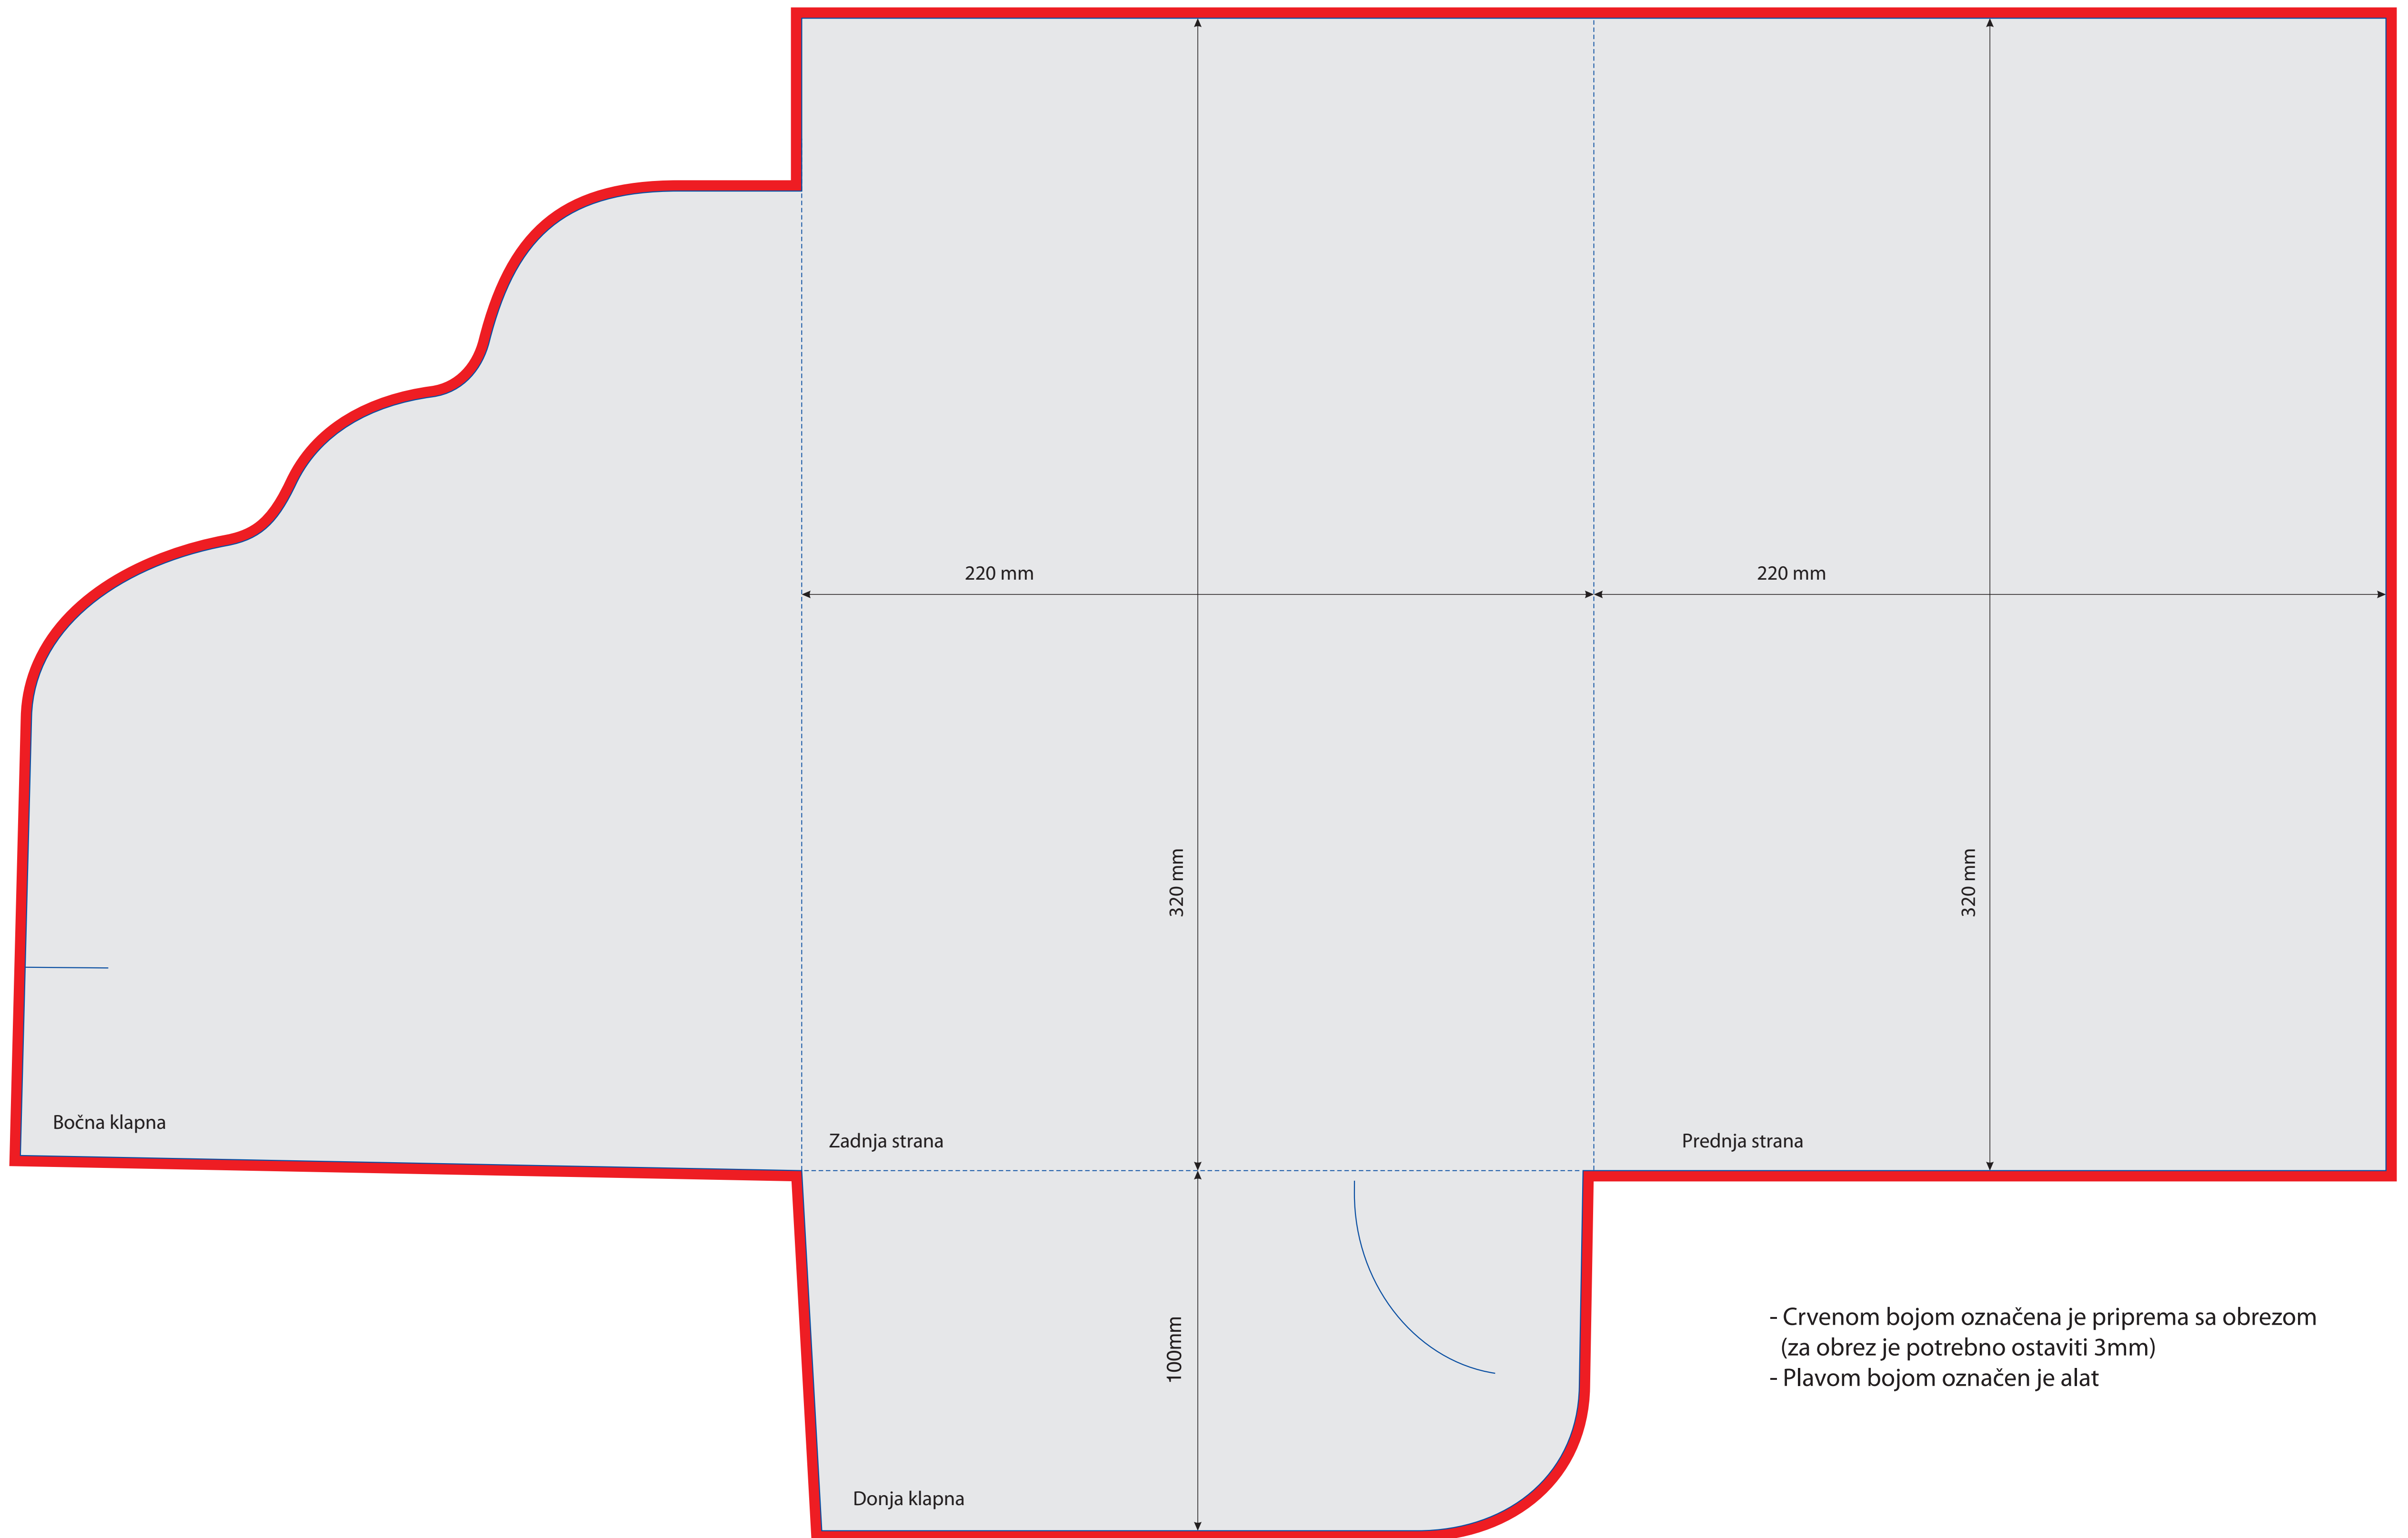 220 mm
220 mm
320 mm
320 mm
Bočna klapna
Zadnja strana
Prednja strana
100mm
Donja klapna
- Crvenom bojom označena je priprema sa obrezom
(za obrez je potrebno ostaviti 3mm)
- Plavom bojom označen je alat